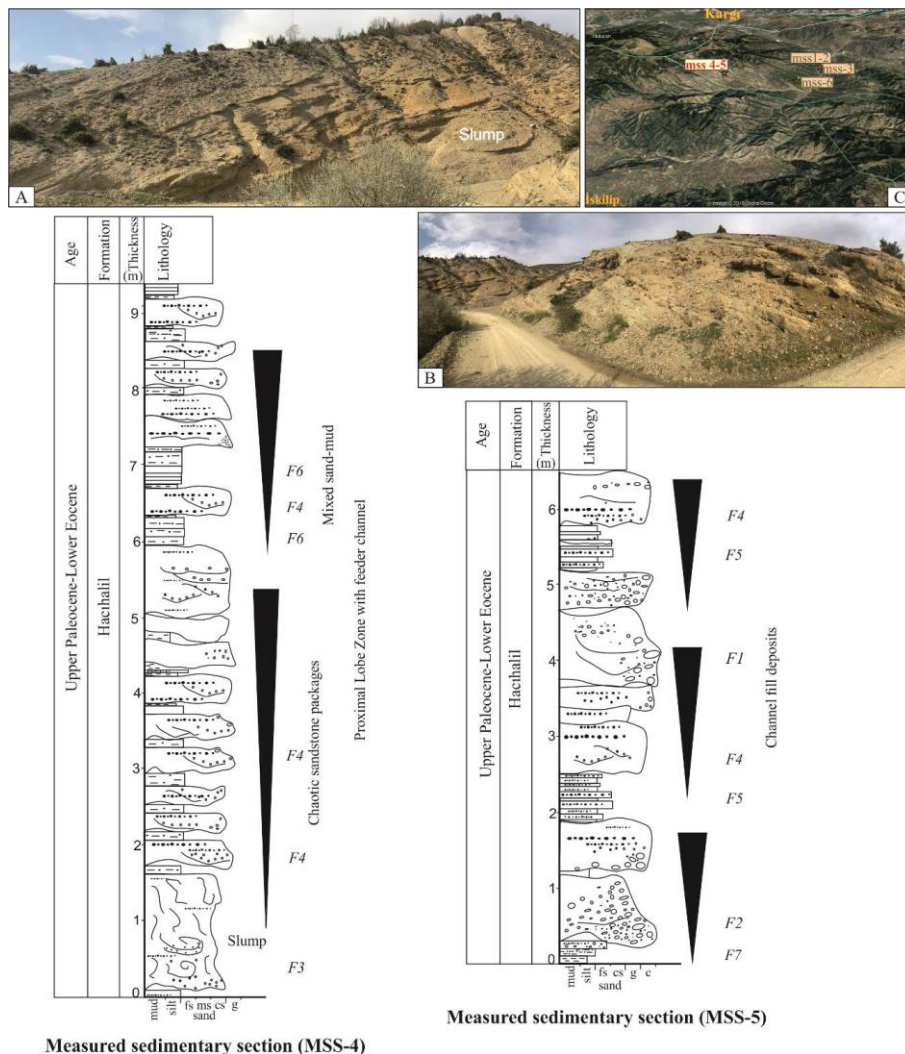 Slump
A
Kargı
mss 4-5
mss1-2
mss-3
mss-6
İskilip
C
B
Age
Formation
Thickness
(m)
Lithology
Upper Paleocene-Lower Eocene
Hacıhalil
9
8
7
6
5
4
3
2
1
0
F6
F4
F6
F4
F4
Slump
F3
Mixed sand-mud
Chaotic sandstone packages
Proximal Lobe Zone with feeder channel
mud
silt
fs ms cs g
sand
Measured sedimentary section (MSS-4)
Age
Formation
Thickness
(m)
Lithology
Upper Paleocene-Lower Eocene
Hacıhalil
6
5
4
3
2
1
0
F4
F5
F1
F4
F5
F2
F7
Channel fill deposits
mud
silt
fs cs g c
sand
Measured sedimentary section (MSS-5)